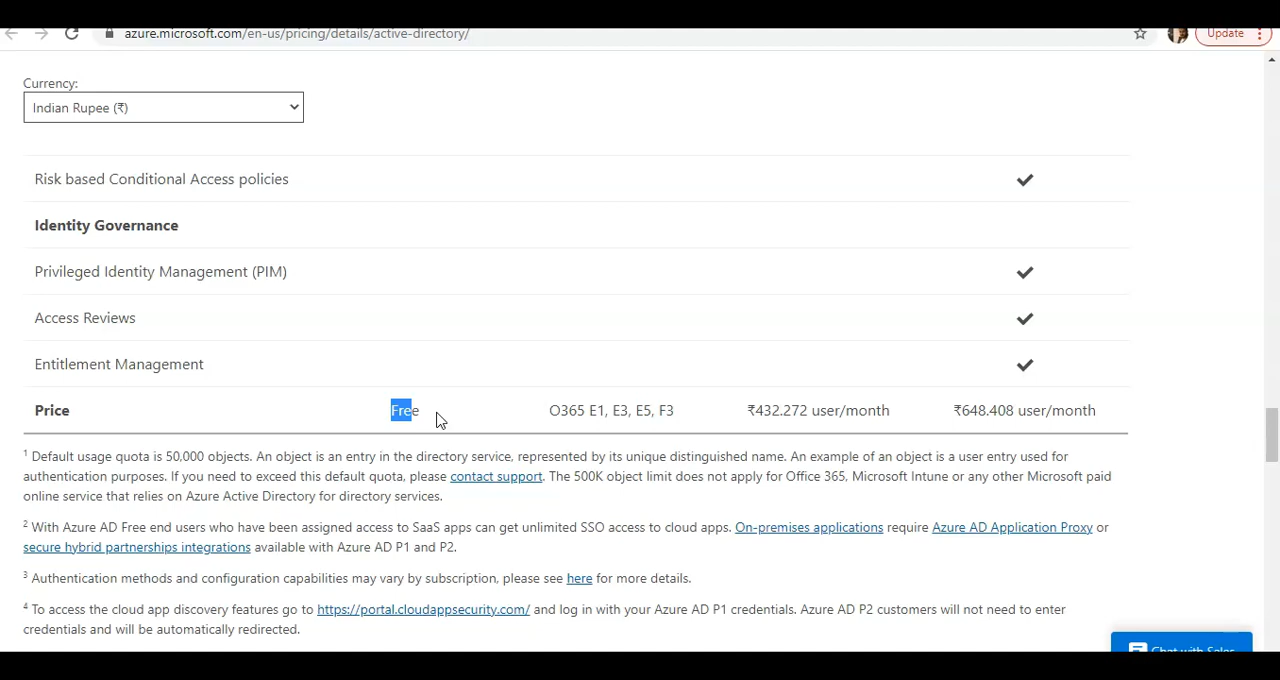 azure.microsoft.com/en-us/pricing/details/active-directory/
Update
Currency:
Indian Rupee (₹)
Risk based Conditional Access policies ✔
Identity Governance
Privileged Identity Management (PIM) ✔
Access Reviews ✔
Entitlement Management ✔
Price Free O365 E1, E3, E5, F3 ₹432.272 user/month ₹648.408 user/month
1 Default usage quota is 50,000 objects. An object is an entry in the directory service, represented by its unique distinguished name. An example of an object is a user entry used for
authentication purposes. If you need to exceed this default quota, please contact support. The 500K object limit does not apply for Office 365, Microsoft Intune or any other Microsoft paid
online service that relies on Azure Active Directory for directory services.
2 With Azure AD Free end users who have been assigned access to SaaS apps can get unlimited SSO access to cloud apps. On-premises applications require Azure AD Application Proxy or
secure hybrid partnerships integrations available with Azure AD P1 and P2.
3 Authentication methods and configuration capabilities may vary by subscription, please see here for more details.
4 To access the cloud app discovery features go to https://portal.cloudappsecurity.com/ and log in with your Azure AD P1 credentials. Azure AD P2 customers will not need to enter
credentials and will be automatically redirected.
Chat with Sales